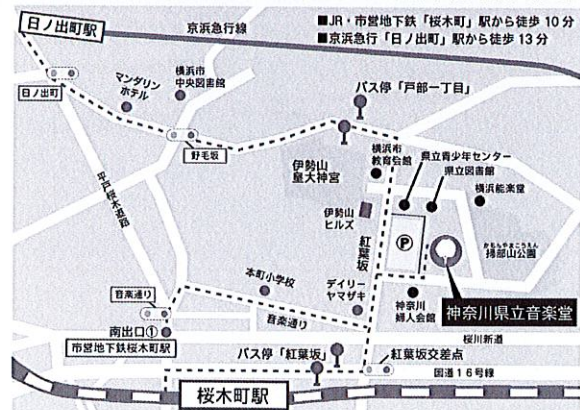 日ノ出町駅
京浜急行線
■JR・市営地下鉄「桜木町」駅から徒歩10分
■京浜急行「日ノ出町」駅から徒歩13分
日ノ出町
マンダリン
ホテル
横浜市
中央図書館
バス停「戸部一丁目」
野毛坂
伊勢山
皇大神宮
横浜市
教育会館
県立青少年センター
県立図書館
横浜能楽堂
平戸桜木道路
伊勢山
ヒルズ
紅葉坂
P
かもんやまこうえん
掃部山公園
本町小学校
デイリー
ヤマザキ
神奈川
婦人会館
神奈川県立音楽堂
音楽通り
音楽通り
南出口①
市営地下鉄桜木町駅
桜川新道
バス停「紅葉坂」
紅葉坂交差点
国道16号線
桜木町駅